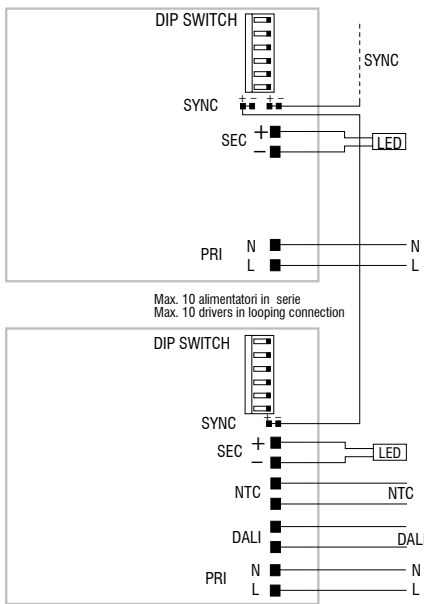 DIP SWITCH
SYNC
+ − + −
SYNC
SEC + −
LED
PRI
N N
L L
Max. 10 alimentatori in serie
Max. 10 drivers in looping connection
DIP SWITCH
+ −
SYNC
SEC + −
LED
NTC NTC
DALI DALI
PRI
N N
L L